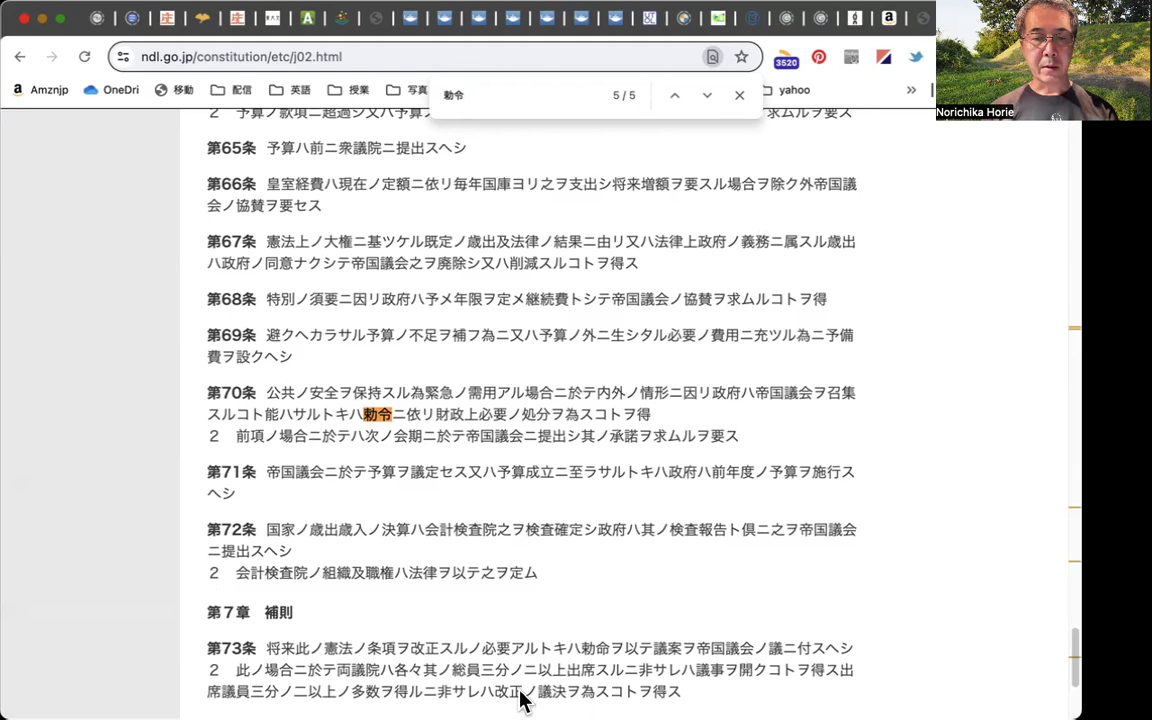 ndl.go.jp/constitution/etc/j02.html
3520
Amznjp
OneDri
移動
配信
英語
授業
写真
勅令
5 / 5
yahoo
Norichika Horie
2 予算ノ款項ニ超過シ又ハ予算ノ
求ムルヲ要ス
第65条 予算ハ前ニ衆議院ニ提出スヘシ
第66条 皇室経費ハ現在ノ定額ニ依リ毎年国庫ヨリ之ヲ支出シ将来増額ヲ要スル場合ヲ除ク外帝国議
会ノ協賛ヲ要セス
第67条 憲法上ノ大権ニ基ツケル既定ノ歳出及法律ノ結果ニ由リ又ハ法律上政府ノ義務ニ属スル歳出
ハ政府ノ同意ナクシテ帝国議会之ヲ廃除シ又ハ削減スルコトヲ得ス
第68条 特別ノ須要ニ因リ政府ハ予メ年限ヲ定メ継続費トシテ帝国議会ノ協賛ヲ求ムルコトヲ得
第69条 避クヘカラサル予算ノ不足ヲ補フ為ニ又ハ予算ノ外ニ生シタル必要ノ費用ニ充ツル為ニ予備
費ヲ設クヘシ
第70条 公共ノ安全ヲ保持スル為緊急ノ需用アル場合ニ於テ内外ノ情形ニ因リ政府ハ帝国議会ヲ召集
スルコト能ハサルトキハ勅令ニ依リ財政上必要ノ処分ヲ為スコトヲ得
2 前項ノ場合ニ於テハ次ノ会期ニ於テ帝国議会ニ提出シ其ノ承諾ヲ求ムルヲ要ス
第71条 帝国議会ニ於テ予算ヲ議定セス又ハ予算成立ニ至ラサルトキハ政府ハ前年度ノ予算ヲ施行ス
ヘシ
第72条 国家ノ歳出歳入ノ決算ハ会計検査院之ヲ検査確定シ政府ハ其ノ検査報告ト倶ニ之ヲ帝国議会
ニ提出スヘシ
2 会計検査院ノ組織及職権ハ法律ヲ以テ之ヲ定ム
第７章 補則
第73条 将来此ノ憲法ノ条項ヲ改正スルノ必要アルトキハ勅命ヲ以テ議案ヲ帝国議会ノ議ニ付スヘシ
2 此ノ場合ニ於テ両議院ハ各々其ノ総員三分ノ二以上出席スルニ非サレハ議事ヲ開クコトヲ得ス出
席議員三分ノ二以上ノ多数ヲ得ルニ非サレハ改正ノ議決ヲ為スコトヲ得ス